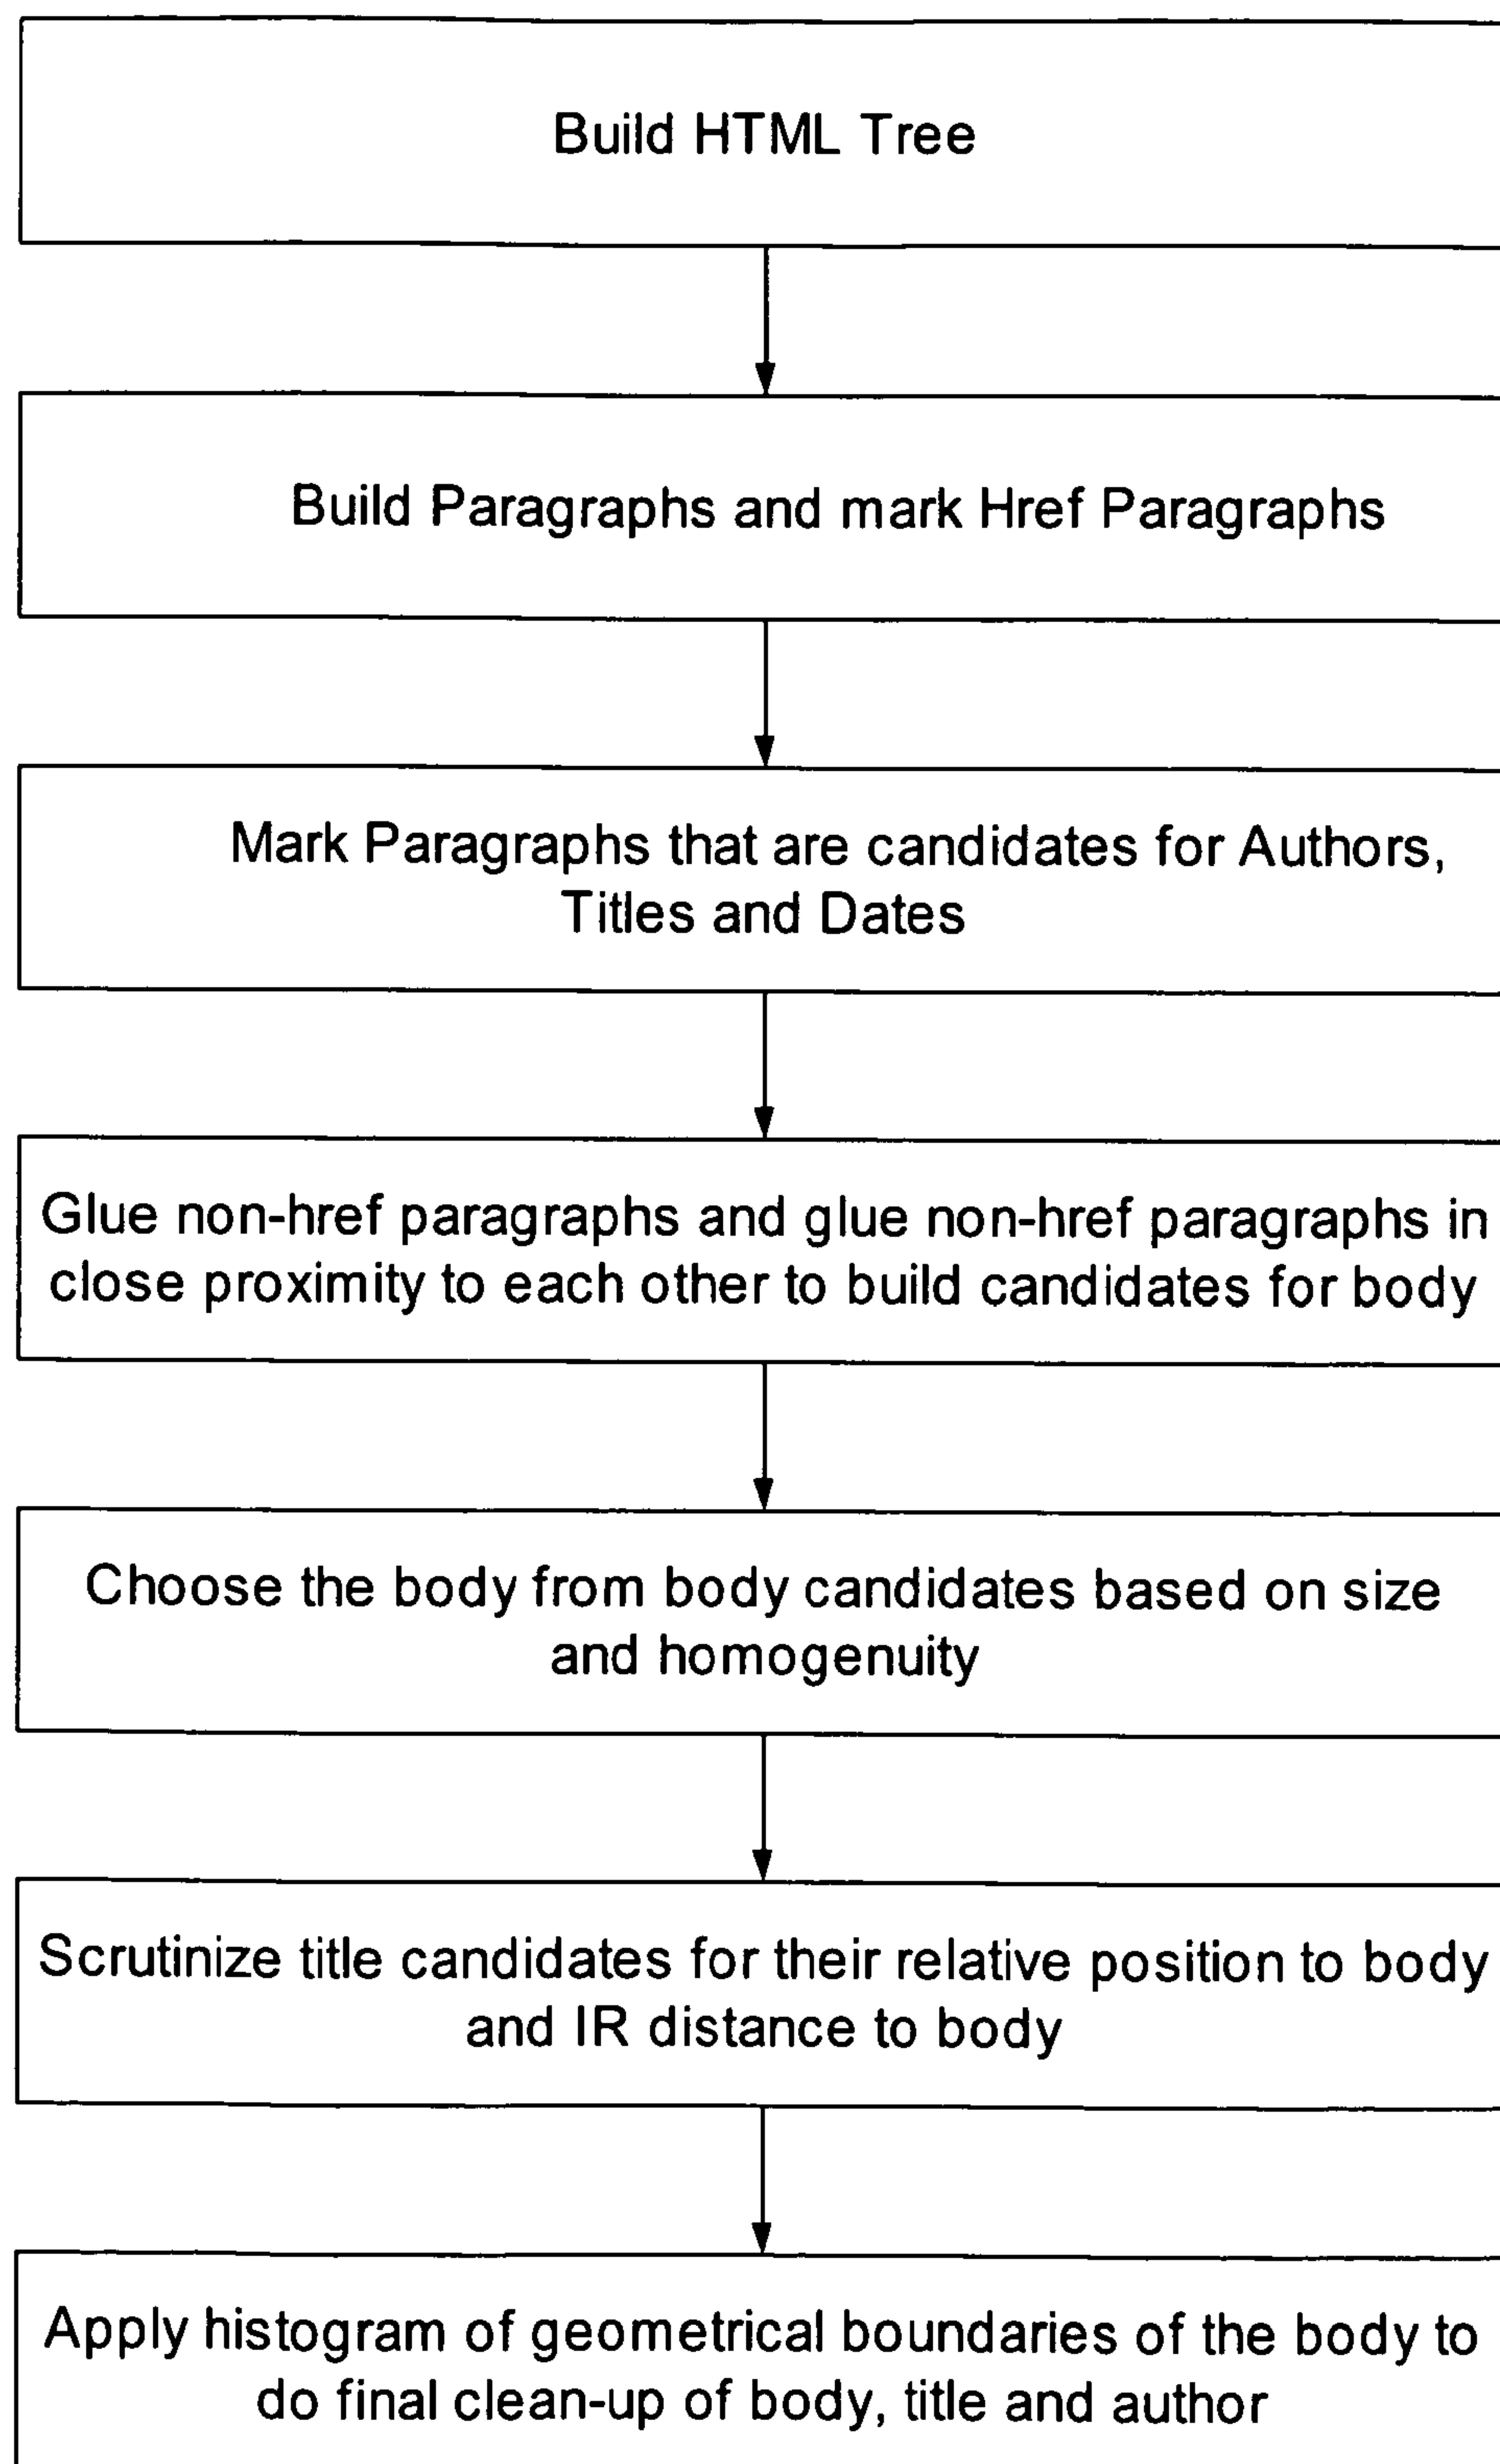 Build HTML Tree
Build Paragraphs and mark Href Paragraphs
Mark Paragraphs that are candidates for Authors,
Titles and Dates
Glue non-href paragraphs and glue non-href paragraphs in
close proximity to each other to build candidates for body
Choose the body from body candidates based on size
and homogenuity
Scrutinize title candidates for their relative position to body
and IR distance to body
Apply histogram of geometrical boundaries of the body to
do final clean-up of body, title and author